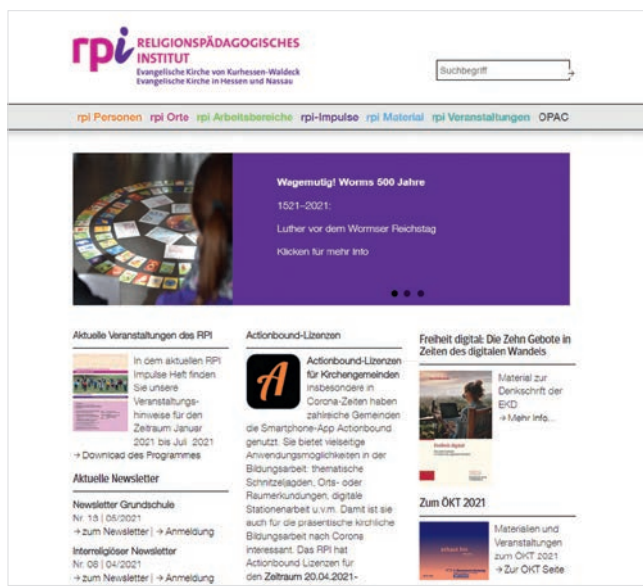 rpi RELIGIONSPÄDAGOGISCHES
INSTITUT
Evangelische Kirche von Kurhessen-Waldeck
Evangelische Kirche in Hessen und Nassau
Suchbegriff
→
rpi Personen rpi Orte rpi Arbeitsbereiche rpi-Impulse rpi Material rpi Veranstaltungen OPAC
Wagemutig! Worms 500 Jahre
1521–2021:
Luther vor dem Wormser Reichstag
Klicken für mehr Info
Aktuelle Veranstaltungen des RPI
In dem aktuellen RPI
Impulse Heft finden
Sie unsere
Veranstaltungs-
hinweise für den
Zeitraum Januar
2021 bis Juli 2021
→ Download des Programmes
Aktuelle Newsletter
Newsletter Grundschule
Nr. 13 | 05/2021
→ zum Newsletter | → Anmeldung
Interreligiöser Newsletter
Nr. 08 | 04/2021
→ zum Newsletter | → Anmeldung
Actionbound-Lizenzen
A
Actionbound-Lizenzen
für Kirchengemeinden
Insbesondere in
Corona-Zeiten haben
zahlreiche Gemeinden
die Smartphone-App Actionbound
genutzt. Sie bietet vielseitige
Anwendungsmöglichkeiten in der
Bildungsarbeit: thematische
Schnitzeljagden, Orts- oder
Raumerkundungen, digitale
Stationenarbeit u.v.m. Damit ist sie
auch für die präsentische kirchliche
Bildungsarbeit nach Corona
interessant. Das RPI hat
Actionbound Lizenzen für
den Zeitraum 20.04.2021-
Freiheit digital: Die Zehn Gebote in
Zeiten des digitalen Wandels
Freiheit digital
Material zur
Denkschrift der
EKD
→ Mehr Info...
Zum ÖKT 2021
schaut hin
Materialien und
Veranstaltungen
zum ÖKT 2021
→ Zur ÖKT Seite